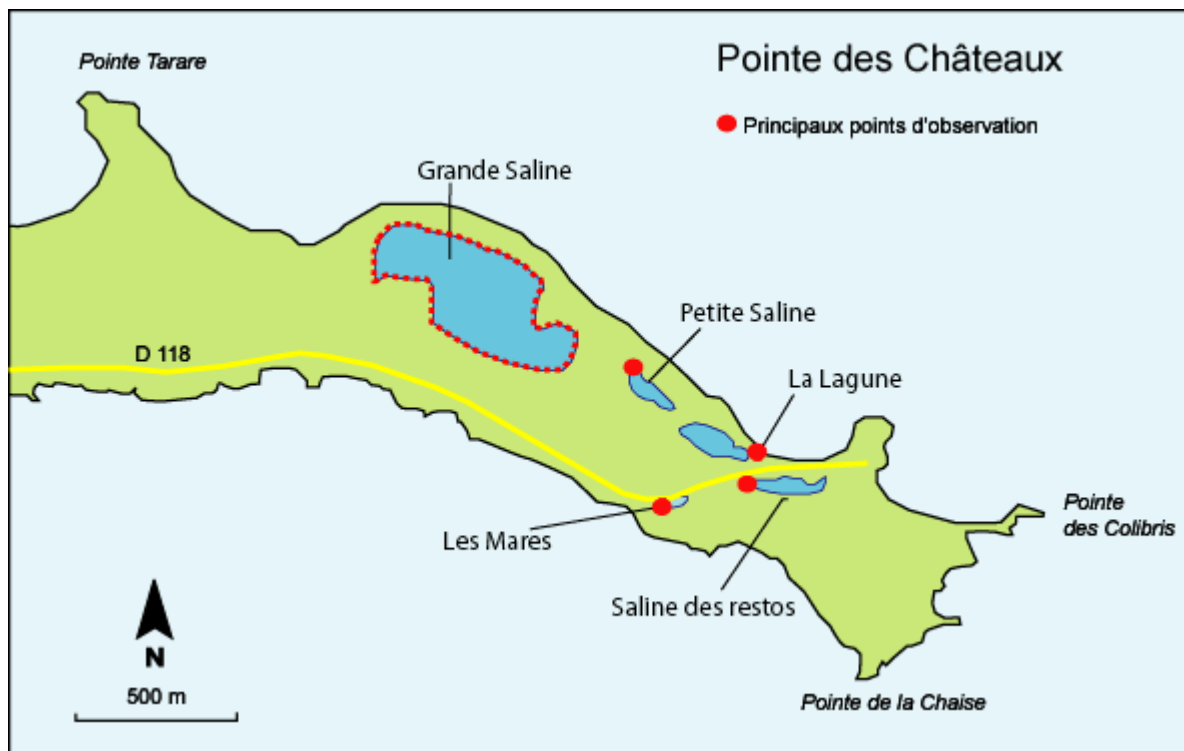 Pointe Tarare
Pointe des Châteaux
Principaux points d'observation
Grande Saline
Petite Saline
D 118
La Lagune
Pointe
des Colibris
Les Mares
Saline des restos
N
500 m
Pointe de la Chaise